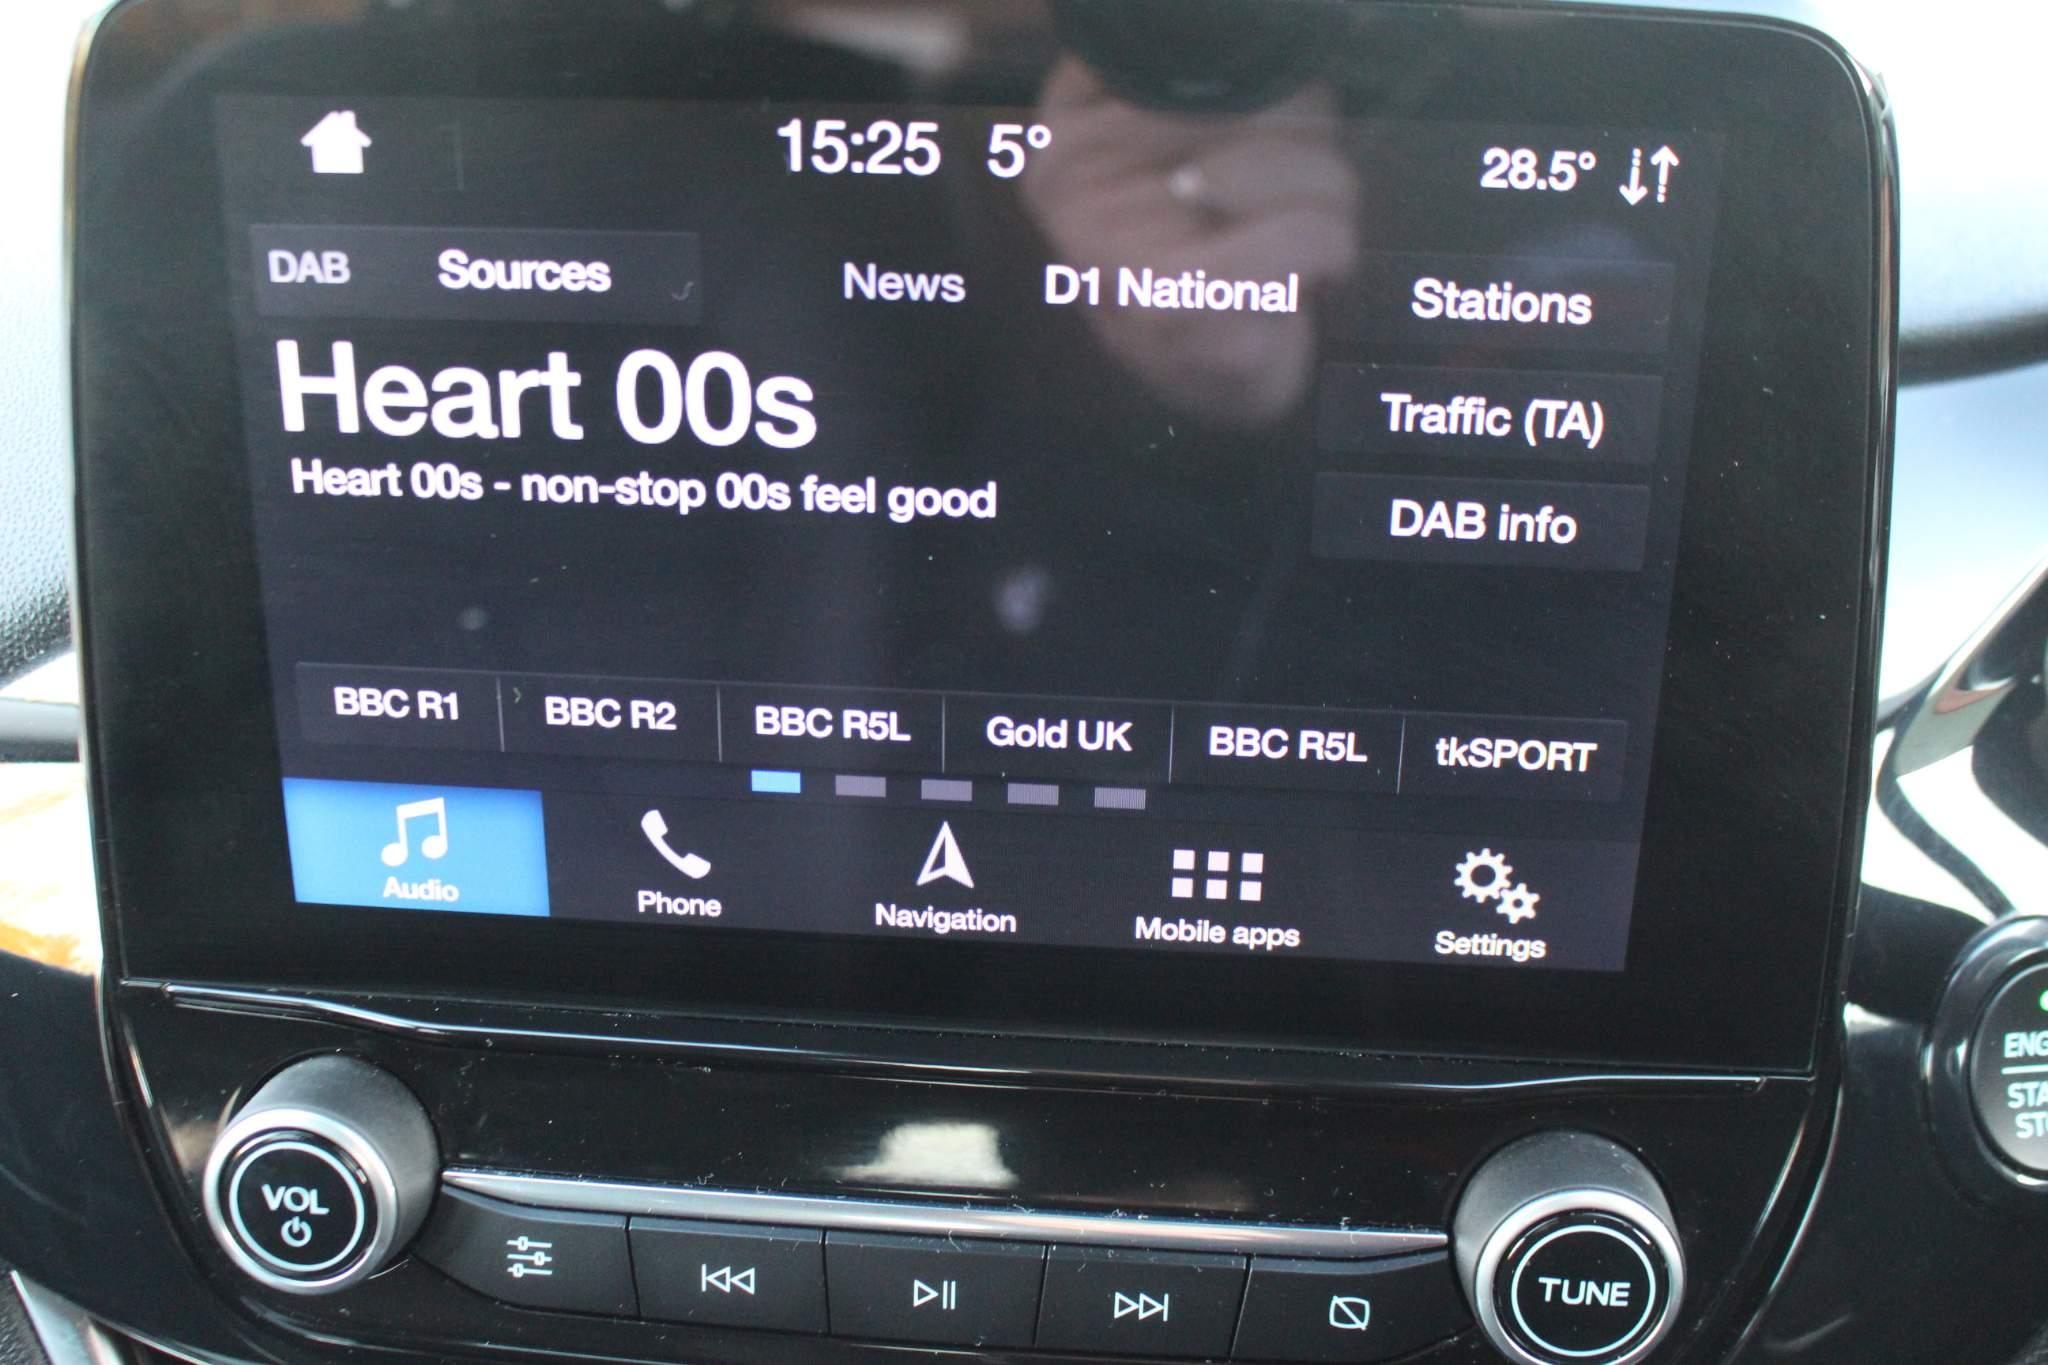 15:25 5° 28.5°
DAB Sources News D1 National Stations
Heart 00s
Traffic (TA)
Heart 00s - non-stop 00s feel good
DAB info
BBC R1 BBC R2 BBC R5L Gold UK BBC R5L tkSPORT
Audio Phone Navigation Mobile apps Settings
VOL
TUNE